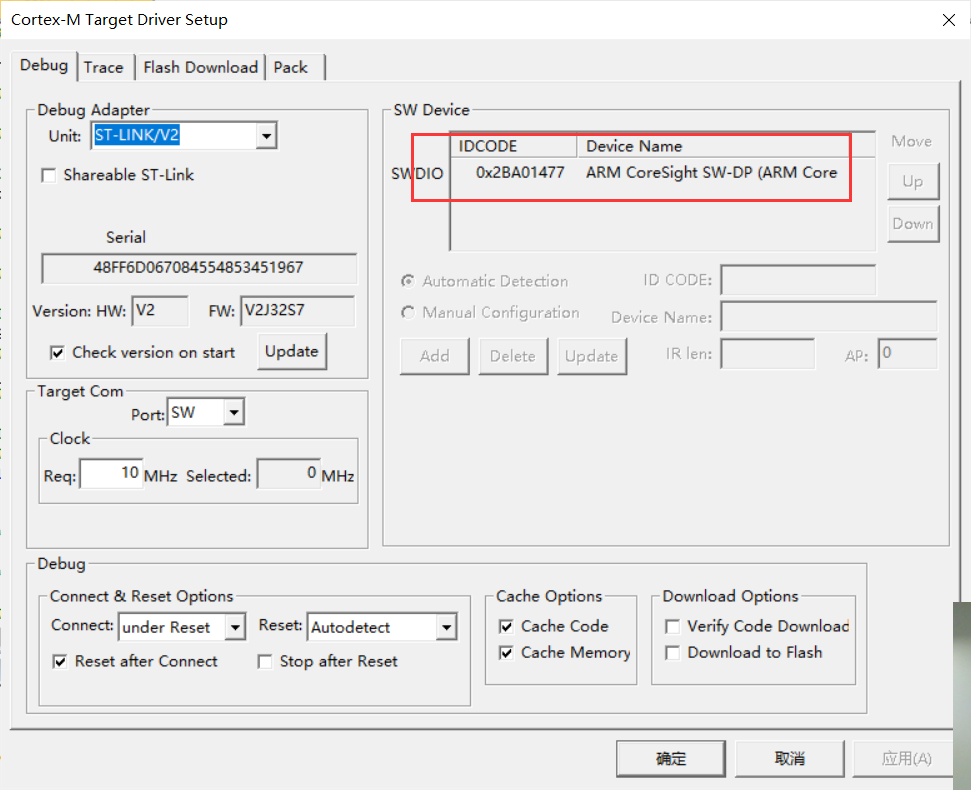 Cortex-M Target Driver Setup
Debug
Trace
Flash Download
Pack
Debug Adapter
Unit: ST-LINK/V2
Shareable ST-Link
Serial
48FF6D067084554853451967
Version: HW: V2 FW: V2J32S7
Check version on start
Update
Target Com
Port: SW
Clock
Req: 10 MHz Selected: 0 MHz
SW Device
IDCODE Device Name
SWDIO 0x2BA01477 ARM CoreSight SW-DP (ARM Core
Move
Up
Down
Automatic Detection
Manual Configuration
ID CODE:
Device Name:
Add
Delete
Update
IR len:
AP: 0
Debug
Connect & Reset Options
Connect: under Reset Reset: Autodetect
Reset after Connect
Stop after Reset
Cache Options
Cache Code
Cache Memory
Download Options
Verify Code Download
Download to Flash
确定
取消
应用(A)